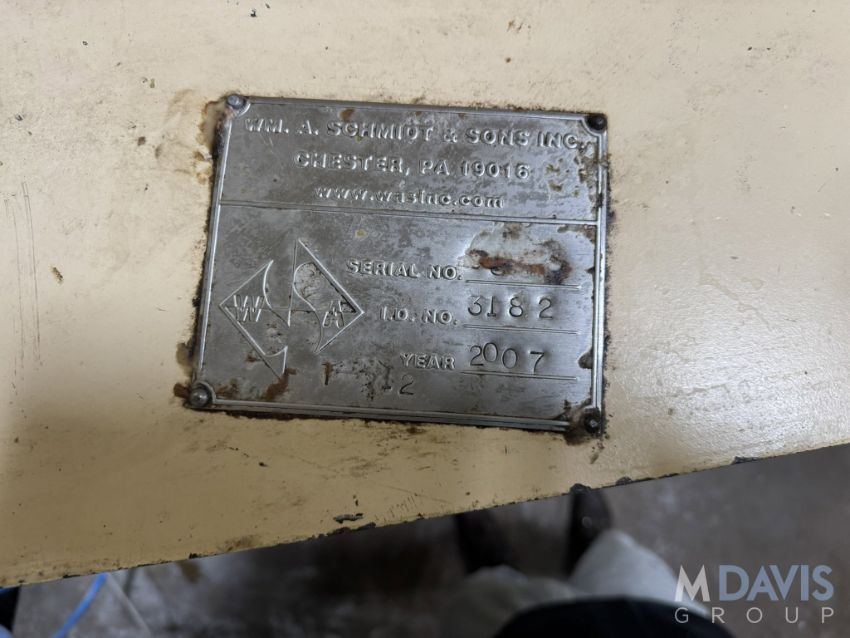 WM. A. SCHMIDT & SONS INC.
CHESTER, PA 19016
www.wasinc.com
SERIAL NO.
I.D. NO. 3182
YEAR 2007
W S A
M DAVIS
GROUP